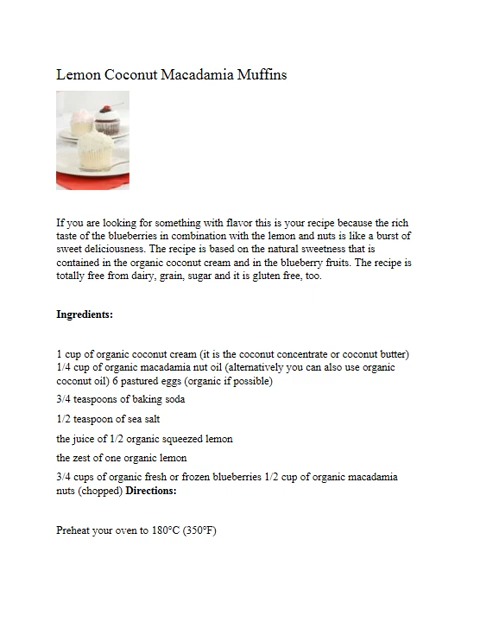 Lemon Coconut Macadamia Muffins
If you are looking for something with flavor this is your recipe because the rich
taste of the blueberries in combination with the lemon and nuts is like a burst of
sweet deliciousness. The recipe is based on the natural sweetness that is
contained in the organic coconut cream and in the blueberry fruits. The recipe is
totally free from dairy, grain, sugar and it is gluten free, too.
Ingredients:
1 cup of organic coconut cream (it is the coconut concentrate or coconut butter)
1/4 cup of organic macadamia nut oil (alternatively you can also use organic
coconut oil) 6 pastured eggs (organic if possible)
3/4 teaspoons of baking soda
1/2 teaspoon of sea salt
the juice of 1/2 organic squeezed lemon
the zest of one organic lemon
3/4 cups of organic fresh or frozen blueberries 1/2 cup of organic macadamia
nuts (chopped) Directions:
Preheat your oven to 180°C (350°F)